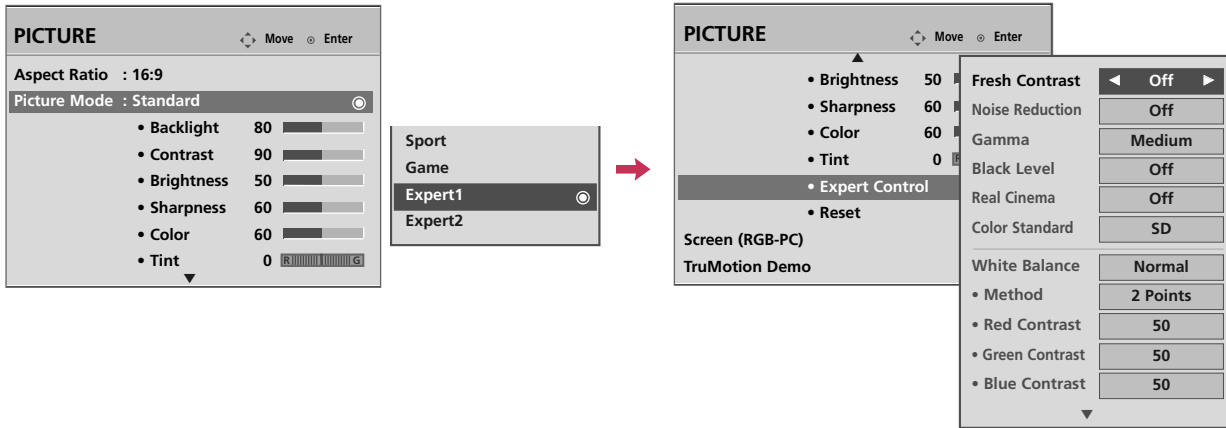 PICTURE
Move Enter
Aspect Ratio : 16:9
Picture Mode : Standard
• Backlight 80
• Contrast 90
• Brightness 50
• Sharpness 60
• Color 60
• Tint 0 R G
Sport
Game
Expert1
Expert2
PICTURE
Move Enter
• Brightness 50
• Sharpness 60
• Color 60
• Tint 0 R
• Expert Control
• Reset
Screen (RGB-PC)
TruMotion Demo
Fresh Contrast Off
Noise Reduction Off
Gamma Medium
Black Level Off
Real Cinema Off
Color Standard SD
White Balance Normal
• Method 2 Points
• Red Contrast 50
• Green Contrast 50
• Blue Contrast 50